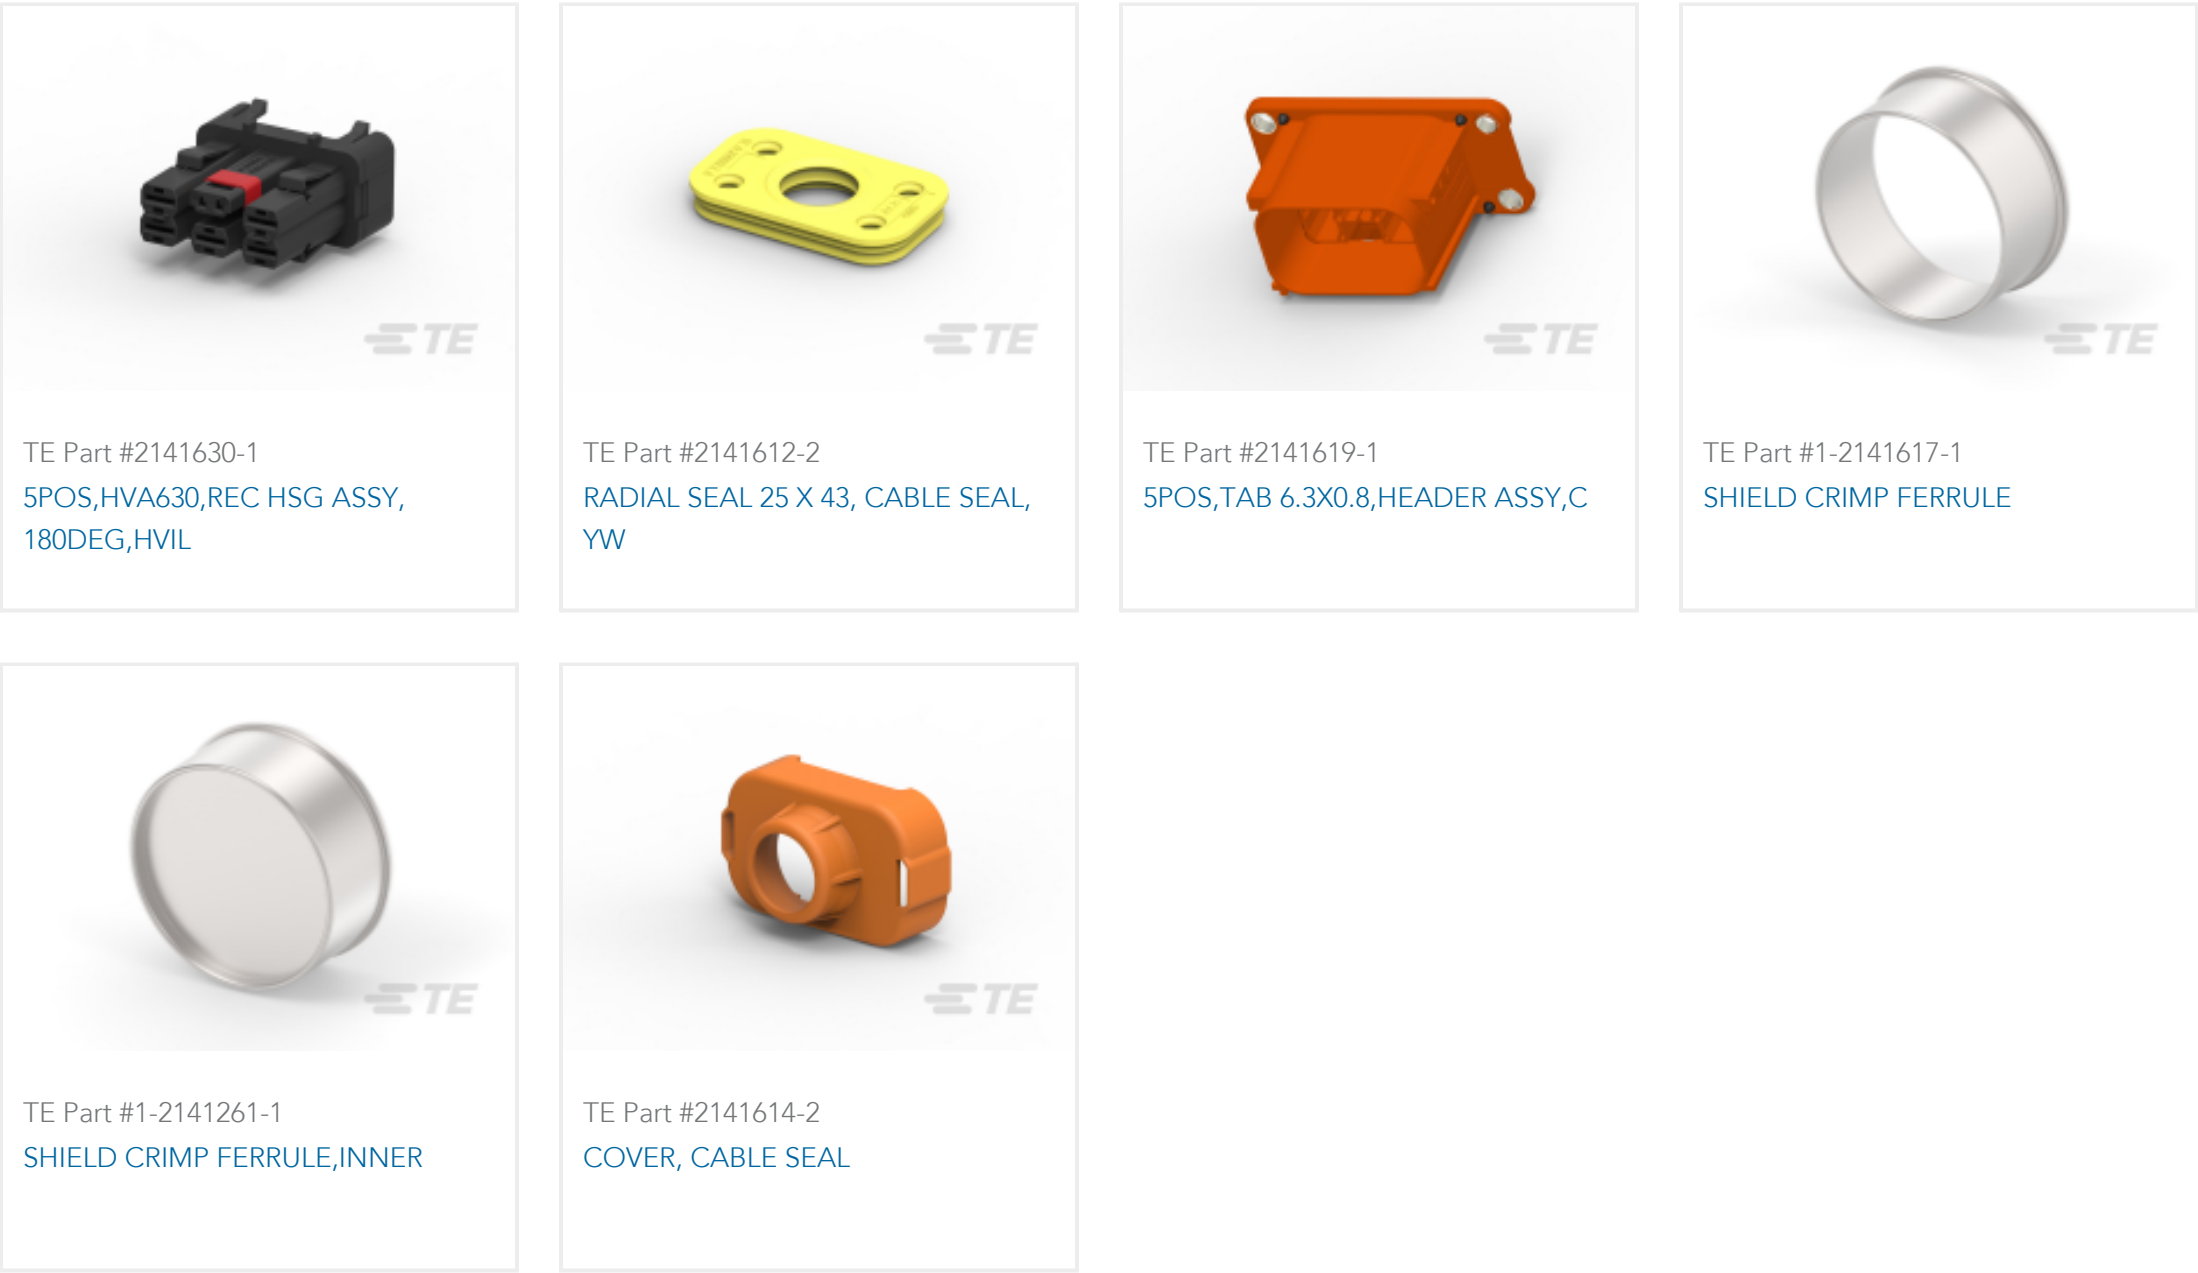 TE
TE
TE
TE
TE Part #2141630-1
5POS,HVA630,REC HSG ASSY,
180DEG,HVIL
TE Part #2141612-2
RADIAL SEAL 25 X 43, CABLE SEAL,
YW
TE Part #2141619-1
5POS,TAB 6.3X0.8,HEADER ASSY,C
TE Part #1-2141617-1
SHIELD CRIMP FERRULE
TE
TE
TE Part #1-2141261-1
SHIELD CRIMP FERRULE,INNER
TE Part #2141614-2
COVER, CABLE SEAL